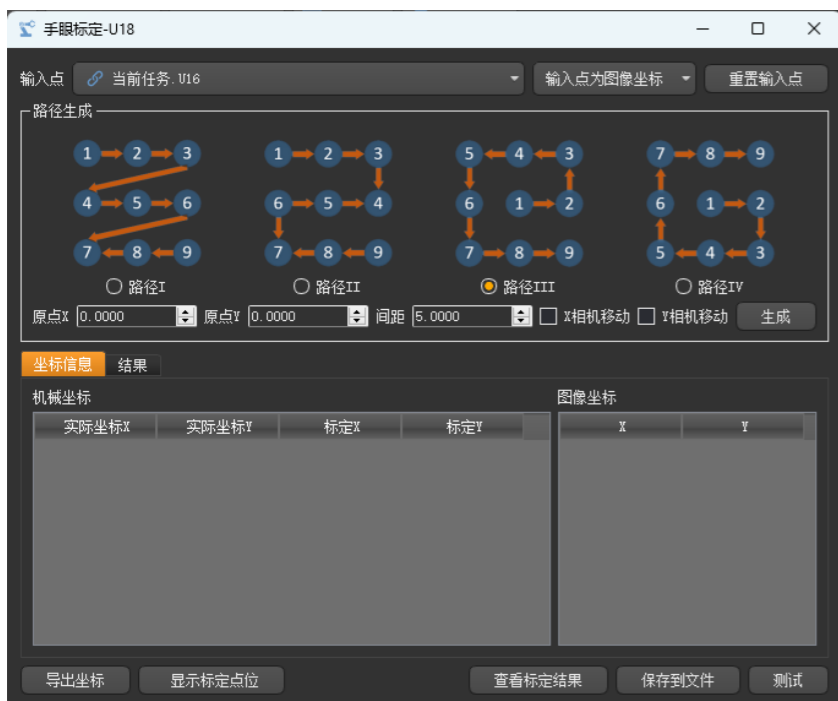 手眼标定-U18
输入点 当前任务.U16 输入点为图像坐标 重置输入点
路径生成
1 2 3 1 2 3 5 4 3 7 8 9
4 5 6 6 5 4 6 1 2 6 1 2
7 8 9 7 8 9 7 8 9 5 4 3
路径I 路径II 路径III 路径IV
原点X 0.0000 原点Y 0.0000 间距 5.0000 X相机移动 Y相机移动 生成
坐标信息 结果
机械坐标 图像坐标
实际坐标X 实际坐标Y 标定X 标定Y X Y
导出坐标 显示标定点位 查看标定结果 保存到文件 测试